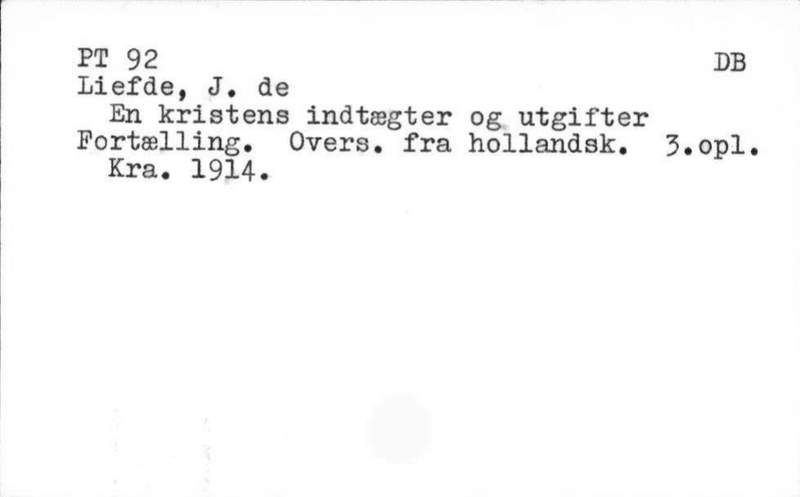 PT 92 DB
Liefde, J. de
En kristens indtægter og utgifter
Fortælling. Overs. fra hollandsk. 3.opl.
Kra. 1914.